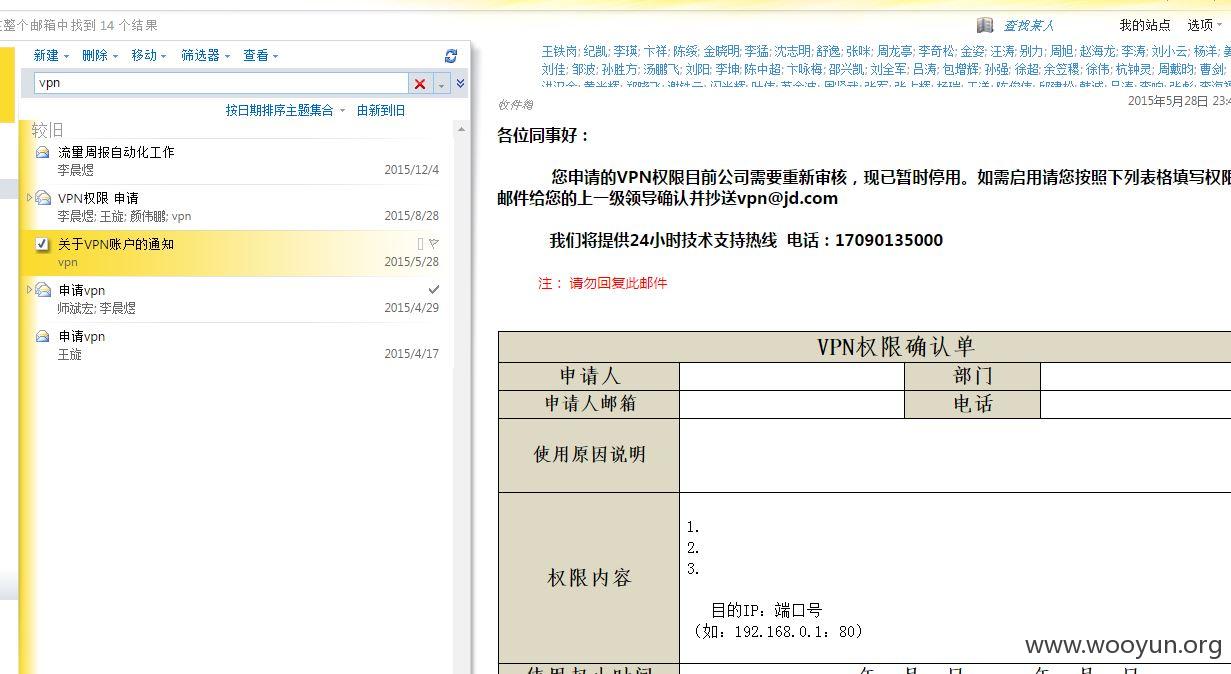 在整个邮箱中找到 14 个结果
查找某人
我的站点 选项
新建 删除 移动 筛选器 查看
vpn
按日期排序主题集合 由新到旧
较旧
流量周报自动化工作
李晨煜 2015/12/4
VPN权限 申请
李晨煜; 王旋; 颜伟鹏; vpn 2015/8/28
关于VPN账户的通知
vpn 2015/5/28
申请vpn
师斌宏; 李晨煜 2015/4/29
申请vpn
王旋 2015/4/17
王铁岗; 纪凯; 李琪; 卞祥; 陈绥; 金晓明; 李猛; 沈志明; 舒逸; 张咪; 周龙亭; 李奇松; 金姿; 汪涛; 别力; 周旭; 赵海龙; 李涛; 刘小云; 杨洋;
刘佳; 邹波; 孙胜方; 汤鹏飞; 刘阳; 李坤; 陈中超; 卞咏梅; 邵兴凯; 刘全军; 吕涛; 包增辉; 孙强; 徐超; 余笠稷; 徐伟; 杭钟灵; 周戴昀; 曹剑;
收件箱 2015年5月28日 23:4
各位同事好：
您申请的VPN权限目前公司需要重新审核，现已暂时停用。如需启用请您按照下列表格填写权限
邮件给您的上一级领导确认并抄送vpn@jd.com
我们将提供24小时技术支持热线 电话：17090135000
注： 请勿回复此邮件
VPN权限确认单
申请人 部门
申请人邮箱 电话
使用原因说明
权限内容
1.
2.
3.
目的IP: 端口号
（如: 192.168.0.1: 80）
www.wooyun.org
使用起止时间 年 月 日 年 月 日